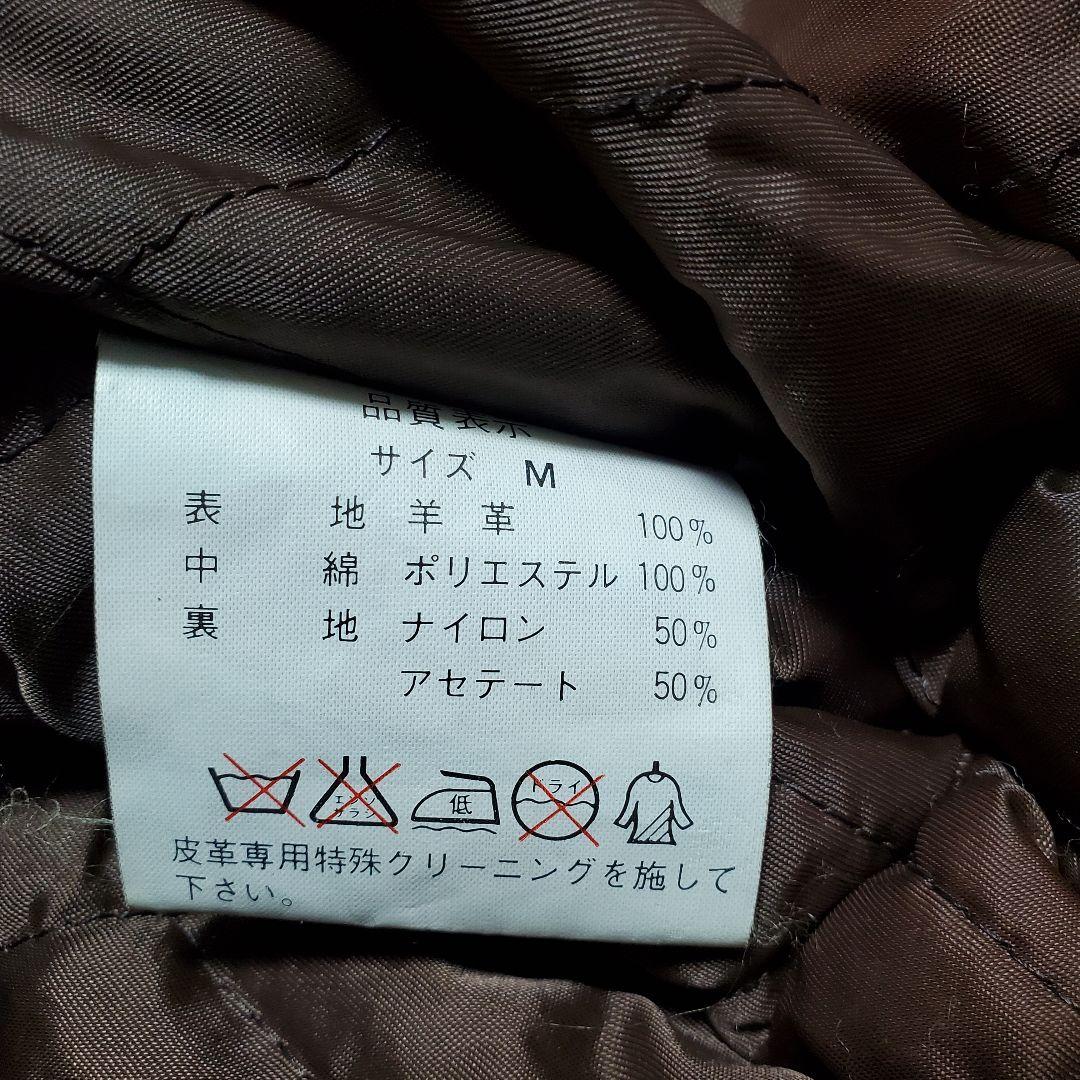 品質表示
サイズ M
表 地 羊 革 100%
中 綿 ポリエステル 100%
裏 地 ナイロン 50%
アセテート 50%
エンソ
サラシ
低
ドライ
皮革専用特殊クリーニングを施して
下さい。